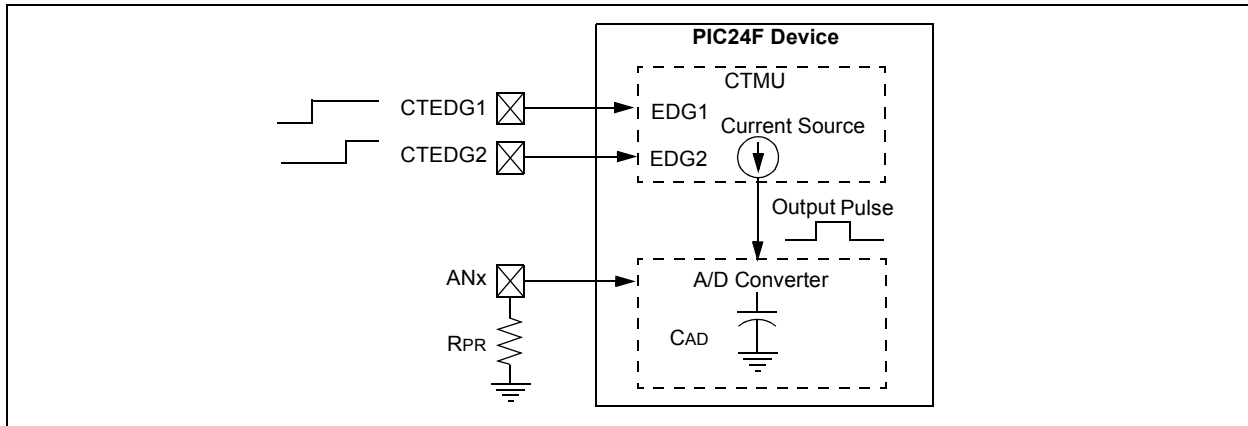 PIC24F Device
CTMU
CTEDG1
EDG1
Current Source
CTEDG2
EDG2
Output Pulse
ANx
A/D Converter
RPR
CAD